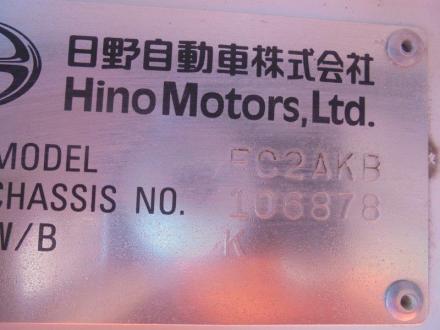 日野自動車株式会社
Hino Motors, Ltd.
MODEL FC2AKB
CHASSIS NO. 106878
W/B K